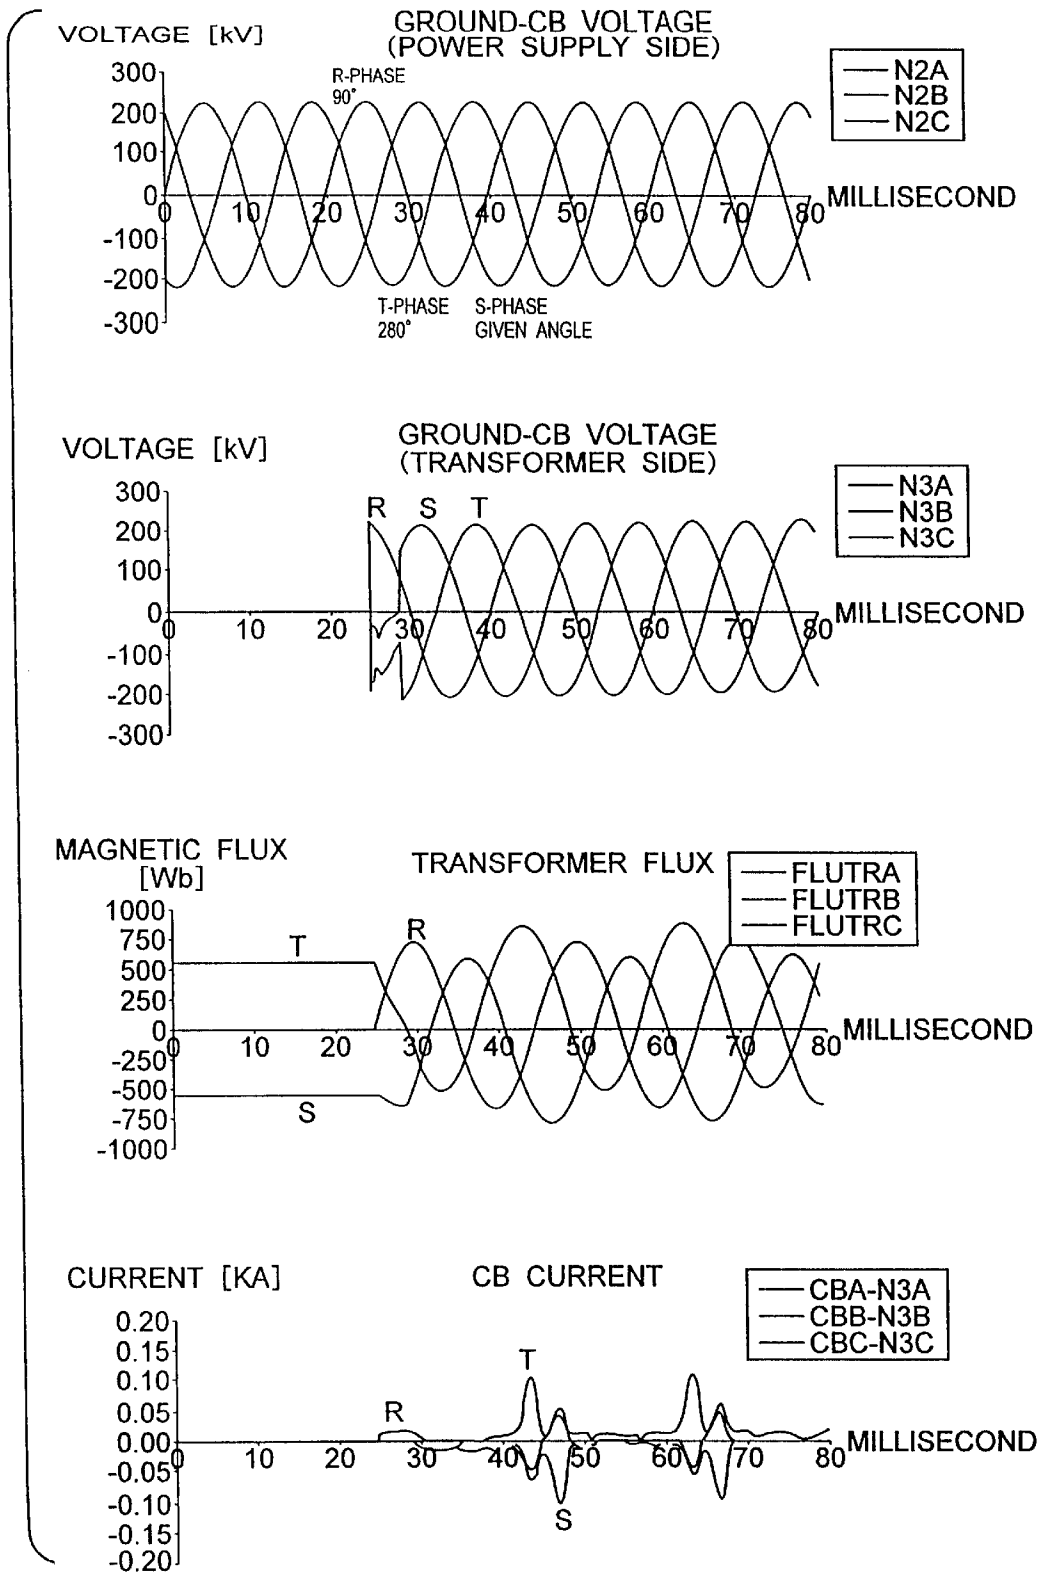 VOLTAGE [kV]
GROUND-CB VOLTAGE
(POWER SUPPLY SIDE)
N2A
N2B
N2C
R-PHASE
90°
300
200
100
0
-100
-200
-300
0 10 20 30 40 50 60 70 80
MILLISECOND
T-PHASE
280°
S-PHASE
GIVEN ANGLE
VOLTAGE [kV]
GROUND-CB VOLTAGE
(TRANSFORMER SIDE)
N3A
N3B
N3C
R S T
300
200
100
0
-100
-200
-300
0 10 20 30 40 50 60 70 80
MILLISECOND
MAGNETIC FLUX
[Wb]
TRANSFORMER FLUX
FLUTRA
FLUTRB
FLUTRC
T
R
S
1000
750
500
250
0
-250
-500
-750
-1000
0 10 20 30 40 50 60 70 80
MILLISECOND
CURRENT [KA]
CB CURRENT
CBA-N3A
CBB-N3B
CBC-N3C
0.20
0.15
0.10
0.05
0.00
-0.05
-0.10
-0.15
-0.20
R
T
S
0 10 20 30 40 50 60 70 80
MILLISECOND